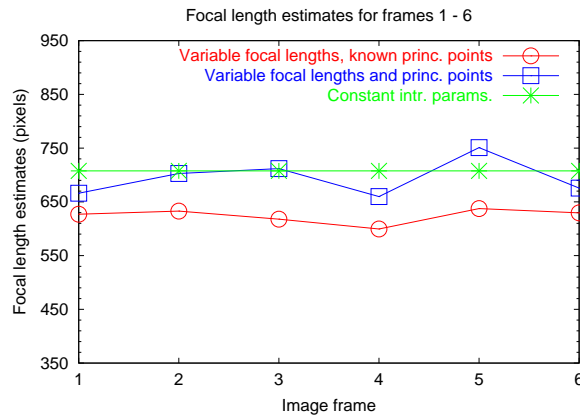 Focal length estimates for frames 1 - 6
Focal length estimates (pixels)
950
850
750
650
550
450
350
Variable focal lengths, known princ. points
Variable focal lengths and princ. points
Constant intr. params.
1 2 3 4 5 6
Image frame